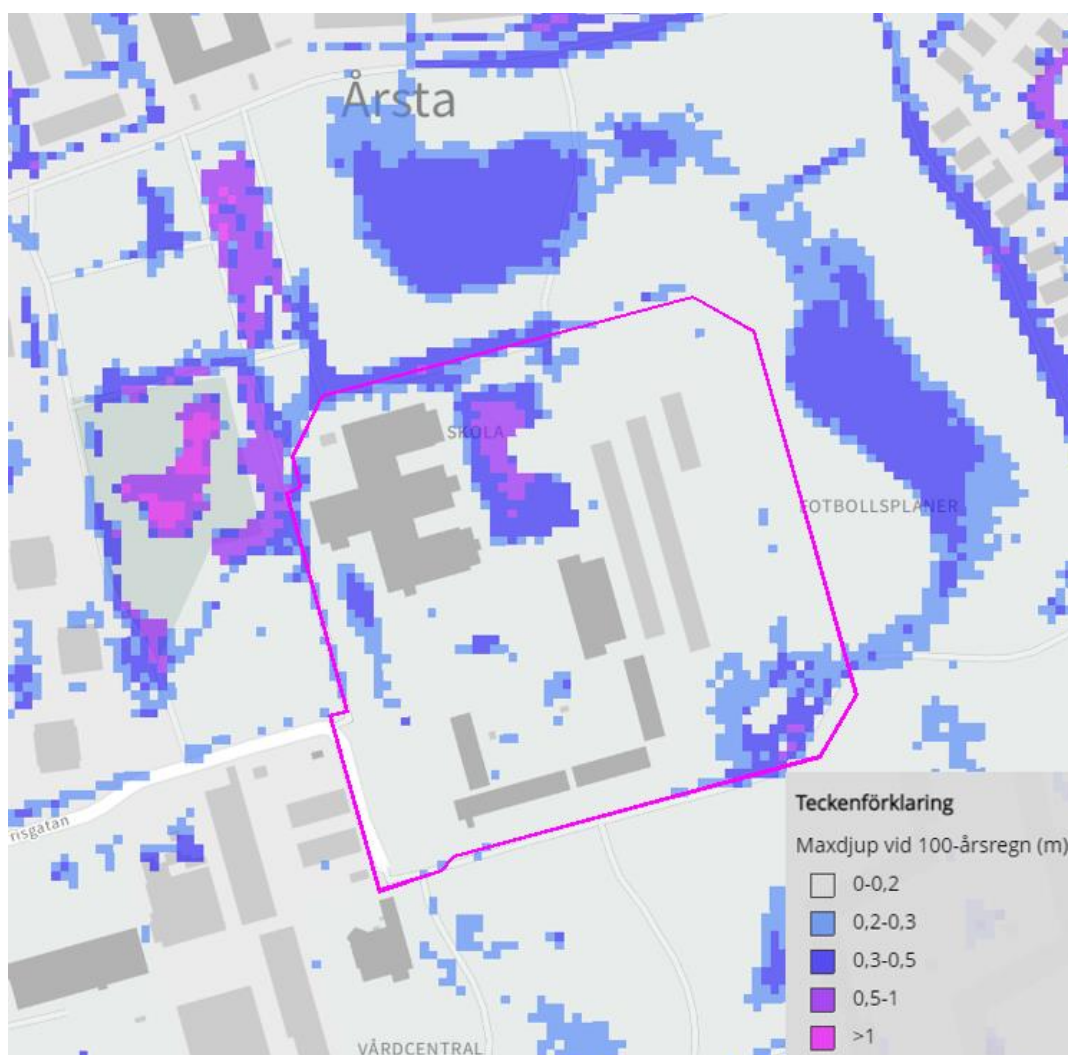 Årsta
SKOLA
FOTBOLLSPLANER
risgatan
VÅRDCENTRAL
Teckenförklaring
Maxdjup vid 100-årsregn (m)
0-0,2
0,2-0,3
0,3-0,5
0,5-1
>1